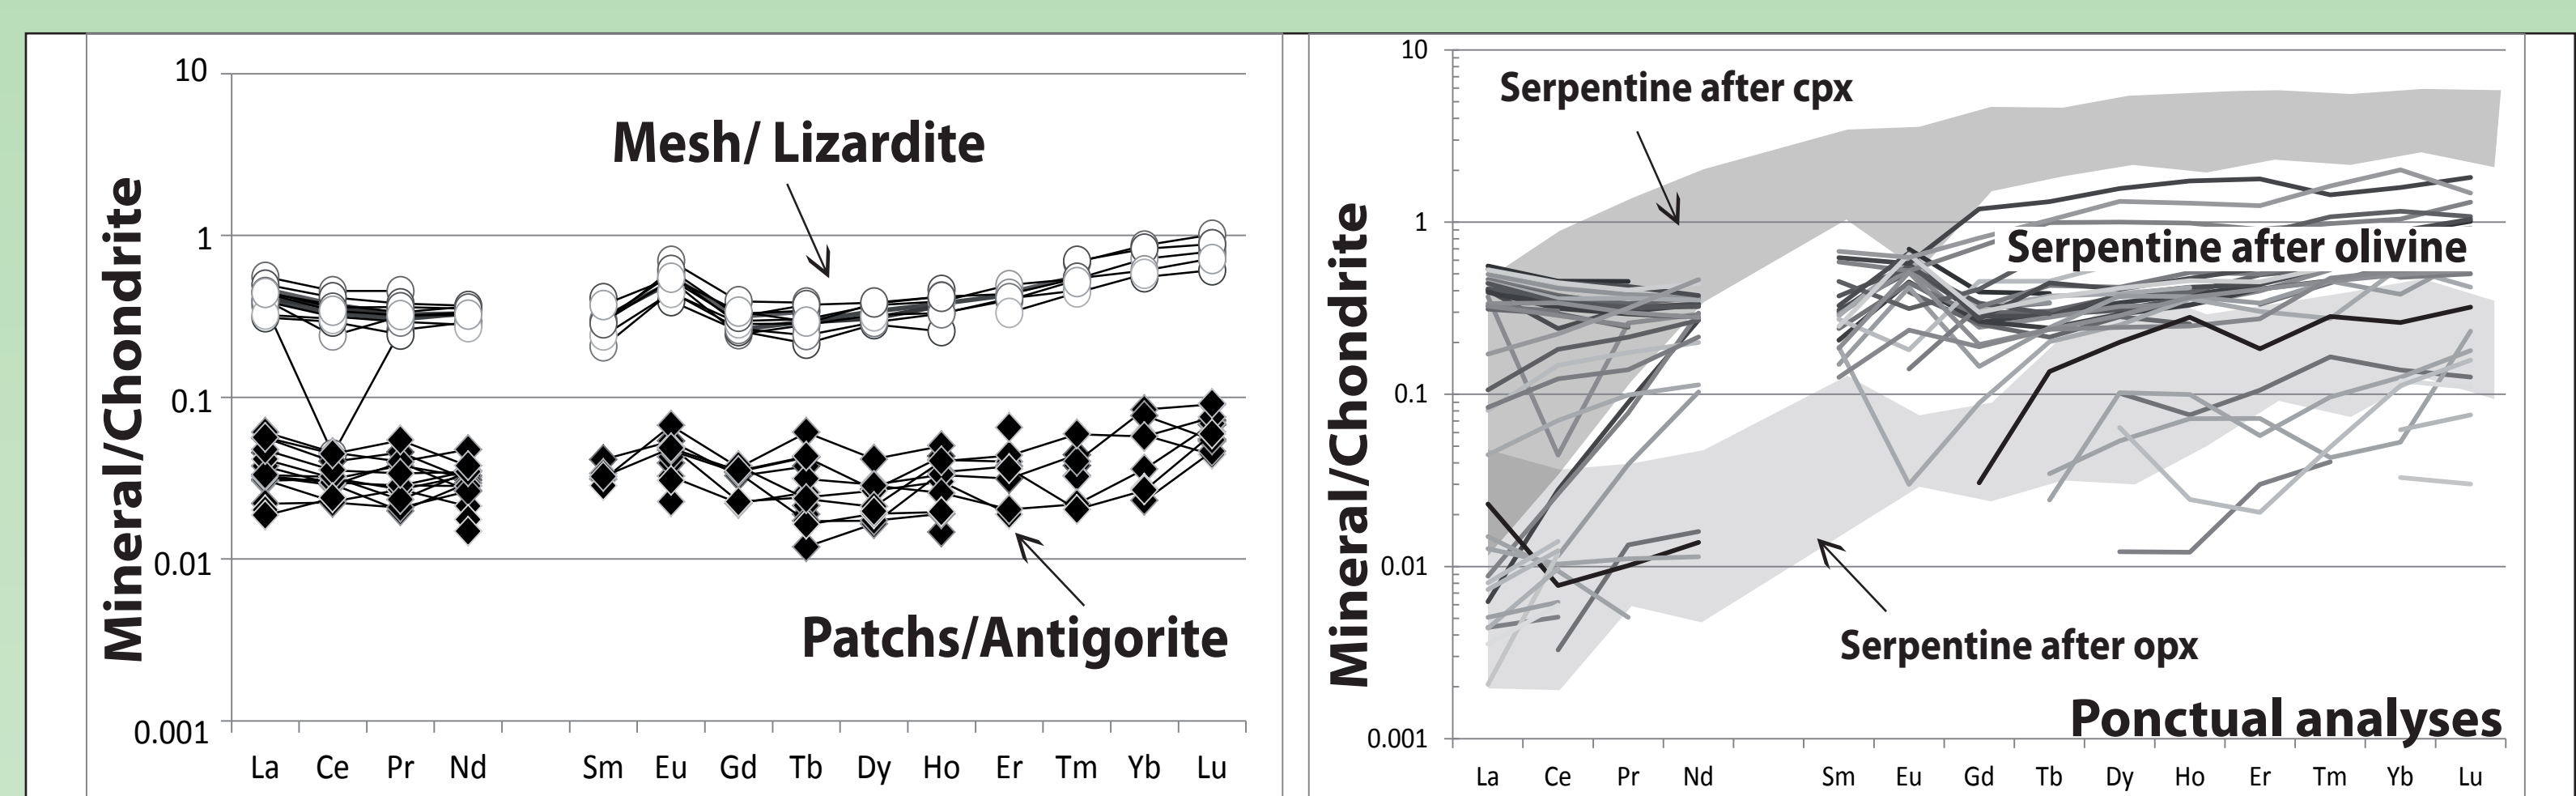 Mineral/Chondrite
10
1
0.1
0.01
0.001
Mesh/ Lizardite
Patchs/Antigorite
La Ce Pr Nd Sm Eu Gd Tb Dy Ho Er Tm Yb Lu
Mineral/Chondrite
10
1
0.1
0.01
0.001
Serpentine after cpx
Serpentine after olivine
Serpentine after opx
Ponctual analyses
La Ce Pr Nd Sm Eu Gd Tb Dy Ho Er Tm Yb Lu